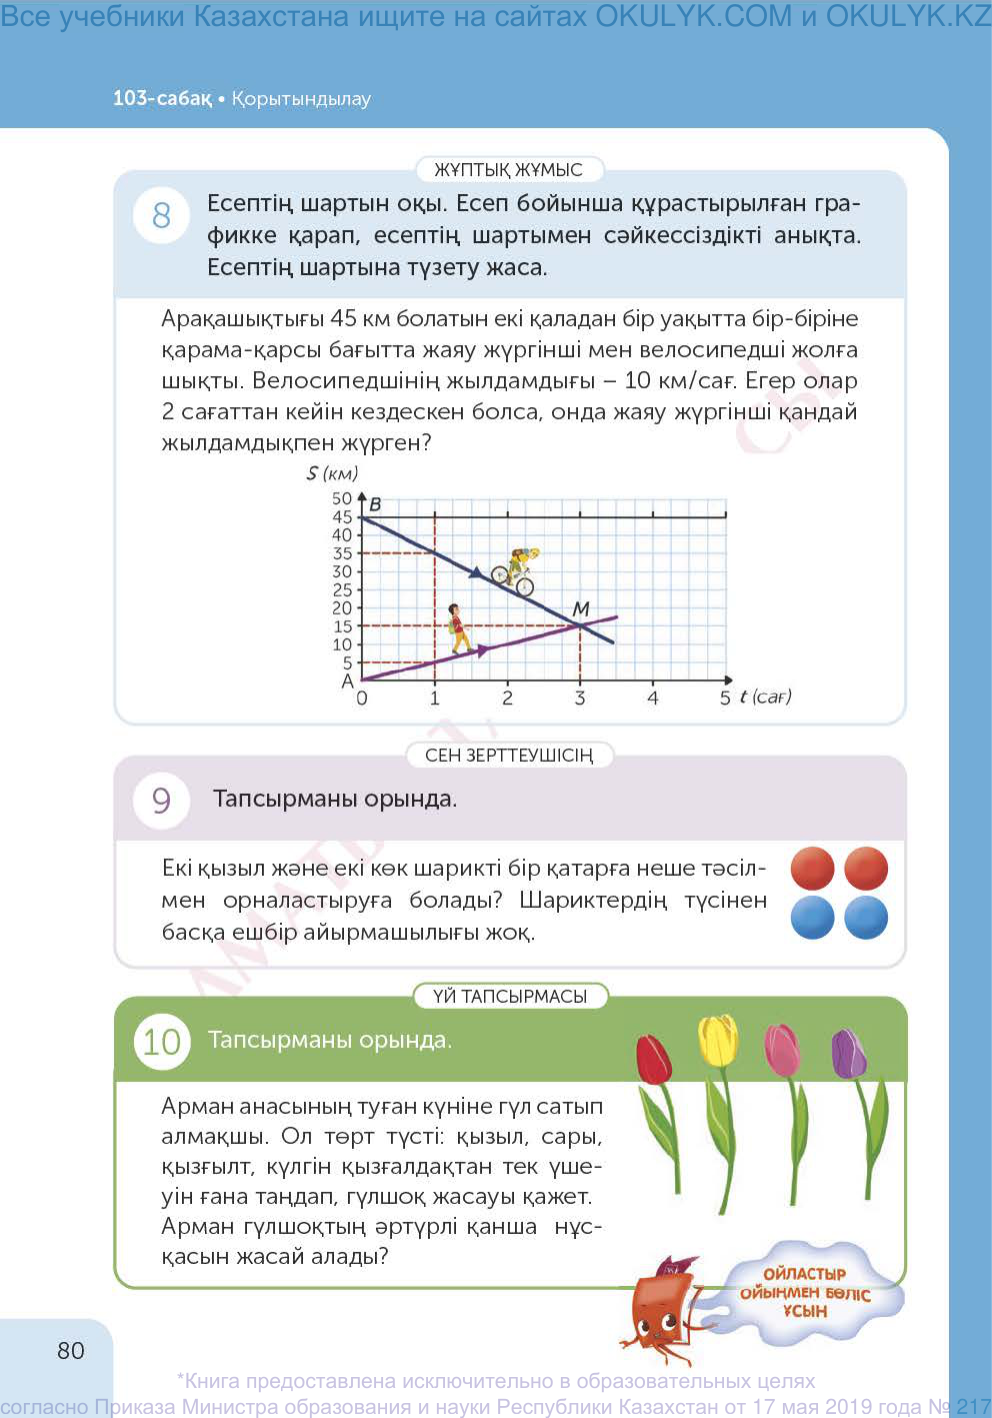 Все учебники Казахстана ищите на сайтах OKULYK.COM и OKULYK.KZ
103-сабақ • Қорытындылау
ЖҰПТЫҚ ЖҰМЫС
8
Есептің шартын оқы. Есеп бойынша құрастырылған гра-
фикке қарап, есептің шартымен сәйкессіздікті анықта.
Есептің шартына түзету жаса.
Арақашықтығы 45 км болатын екі қаладан бір уақытта бір-біріне
қарама-қарсы бағытта жаяу жүргінші мен велосипедші жолға
шықты. Велосипедшінің жылдамдығы – 10 км/сағ. Егер олар
2 сағаттан кейін кездескен болса, онда жаяу жүргінші қандай
жылдамдықпен жүрген?
S (км)
50 B
45
40
35
30
25
20 M
15
10
5
A
0 1 2 3 4 5 t (сағ)
СЕН ЗЕРТТЕУШІСІҢ
9
Тапсырманы орында.
Екі қызыл және екі көк шарикті бір қатарға неше тәсіл-
мен орналастыруға болады? Шариктердің түсінен
басқа ешбір айырмашылығы жоқ.
ҮЙ ТАПСЫРМАСЫ
10
Тапсырманы орында.
Арман анасының туған күніне гүл сатып
алмақшы. Ол төрт түсті: қызыл, сары,
қызғылт, күлгін қызғалдақтан тек үше-
уін ғана таңдап, гүлшоқ жасауы қажет.
Арман гүлшоқтың әртүрлі қанша нұс-
қасын жасай алады?
ОЙЛАСТЫР
ОЙЫҢМЕН БӨЛІС
ҰСЫН
80
*Книга предоставлена исключительно в образовательных целях
согласно Приказа Министра образования и науки Республики Казахстан от 17 мая 2019 года № 217